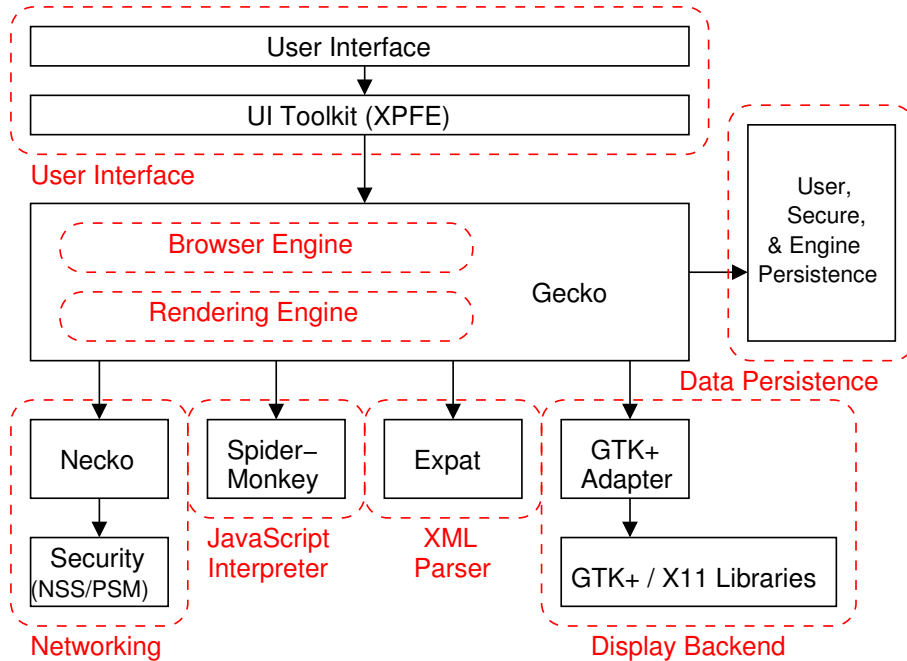 User Interface
UI Toolkit (XPFE)
User Interface
User,
Secure,
& Engine
Persistence
Data Persistence
Browser Engine
Rendering Engine
Gecko
Necko
Security
(NSS/PSM)
Networking
Spider–
Monkey
JavaScript
Interpreter
Expat
XML
Parser
GTK+
Adapter
GTK+ / X11 Libraries
Display Backend